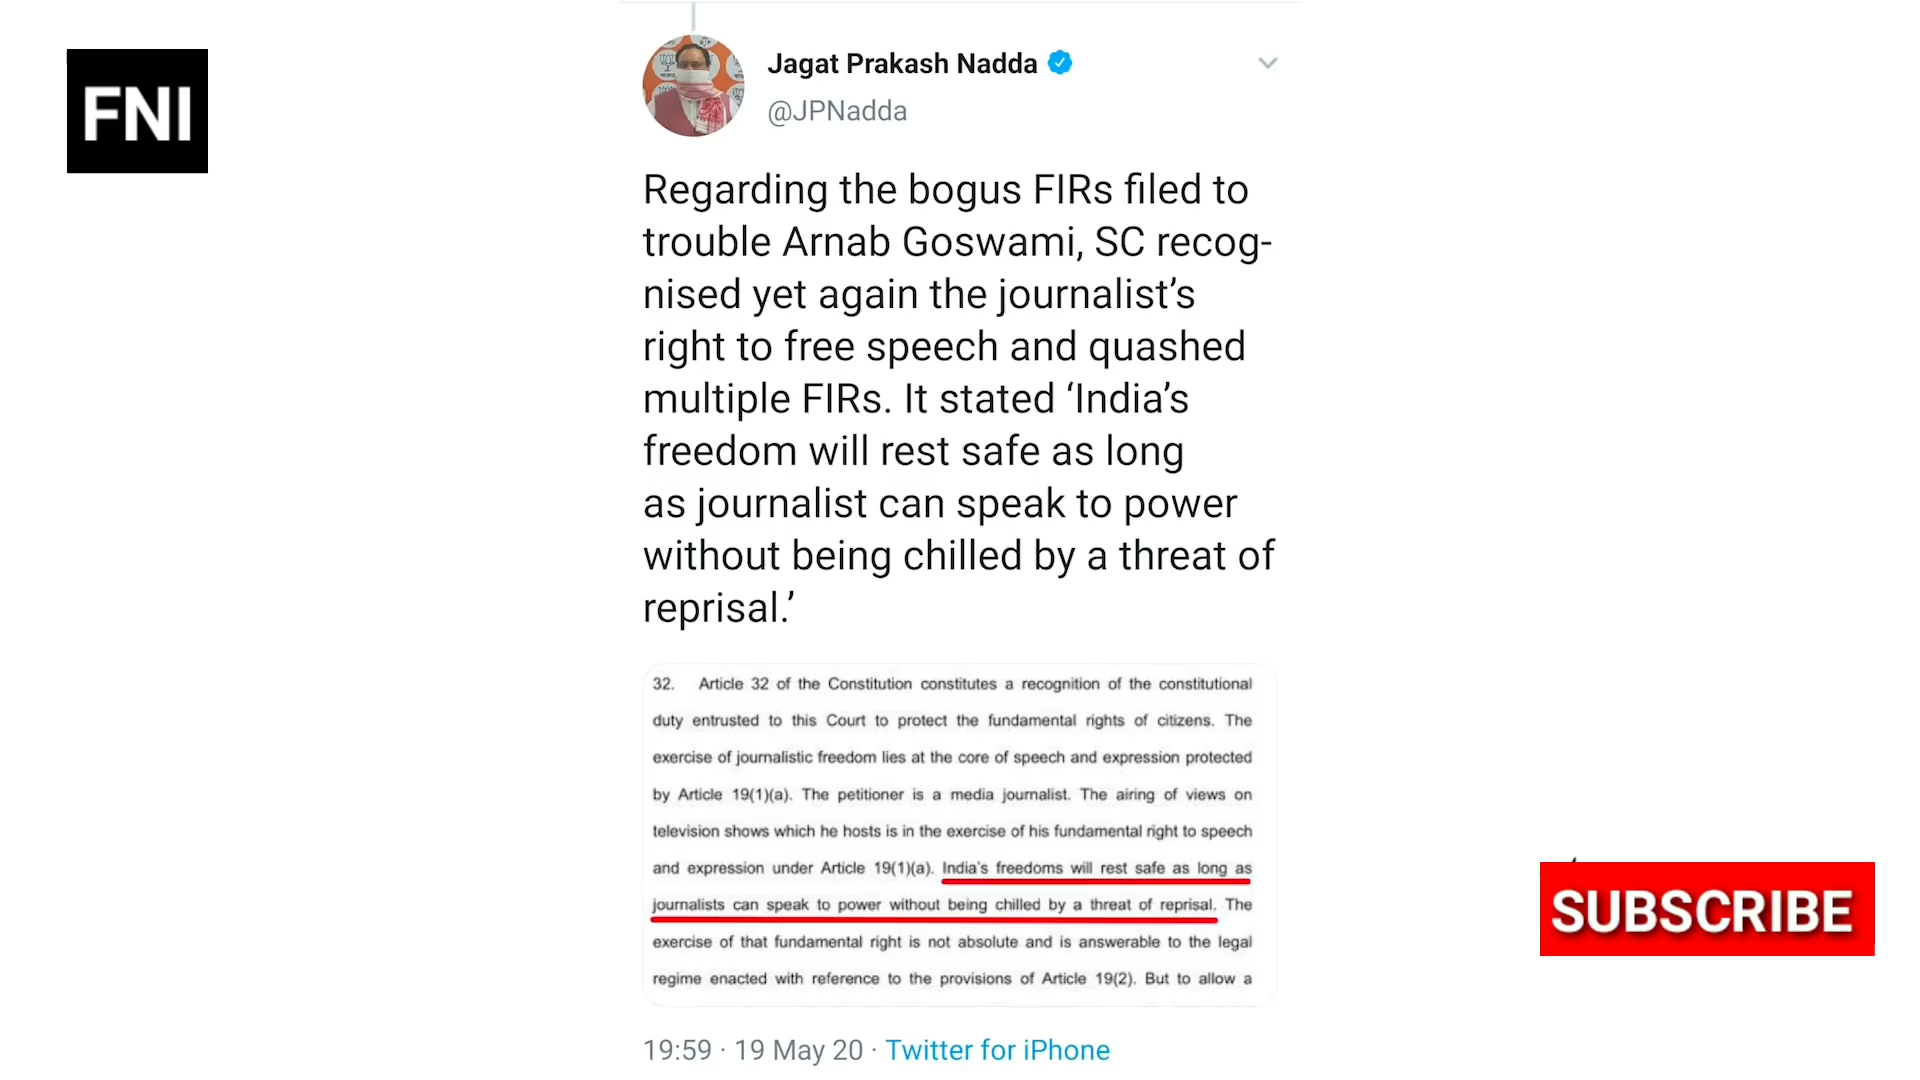 FNI
Jagat Prakash Nadda
@JPNadda
Regarding the bogus FIRs filed to
trouble Arnab Goswami, SC recog-
nised yet again the journalist’s
right to free speech and quashed
multiple FIRs. It stated ‘India’s
freedom will rest safe as long
as journalist can speak to power
without being chilled by a threat of
reprisal.’
32. Article 32 of the Constitution constitutes a recognition of the constitutional
duty entrusted to this Court to protect the fundamental rights of citizens. The
exercise of journalistic freedom lies at the core of speech and expression protected
by Article 19(1)(a). The petitioner is a media journalist. The airing of views on
television shows which he hosts is in the exercise of his fundamental right to speech
and expression under Article 19(1)(a). India's freedoms will rest safe as long as
journalists can speak to power without being chilled by a threat of reprisal. The
exercise of that fundamental right is not absolute and is answerable to the legal
regime enacted with reference to the provisions of Article 19(2). But to allow a
19:59 · 19 May 20 · Twitter for iPhone
SUBSCRIBE